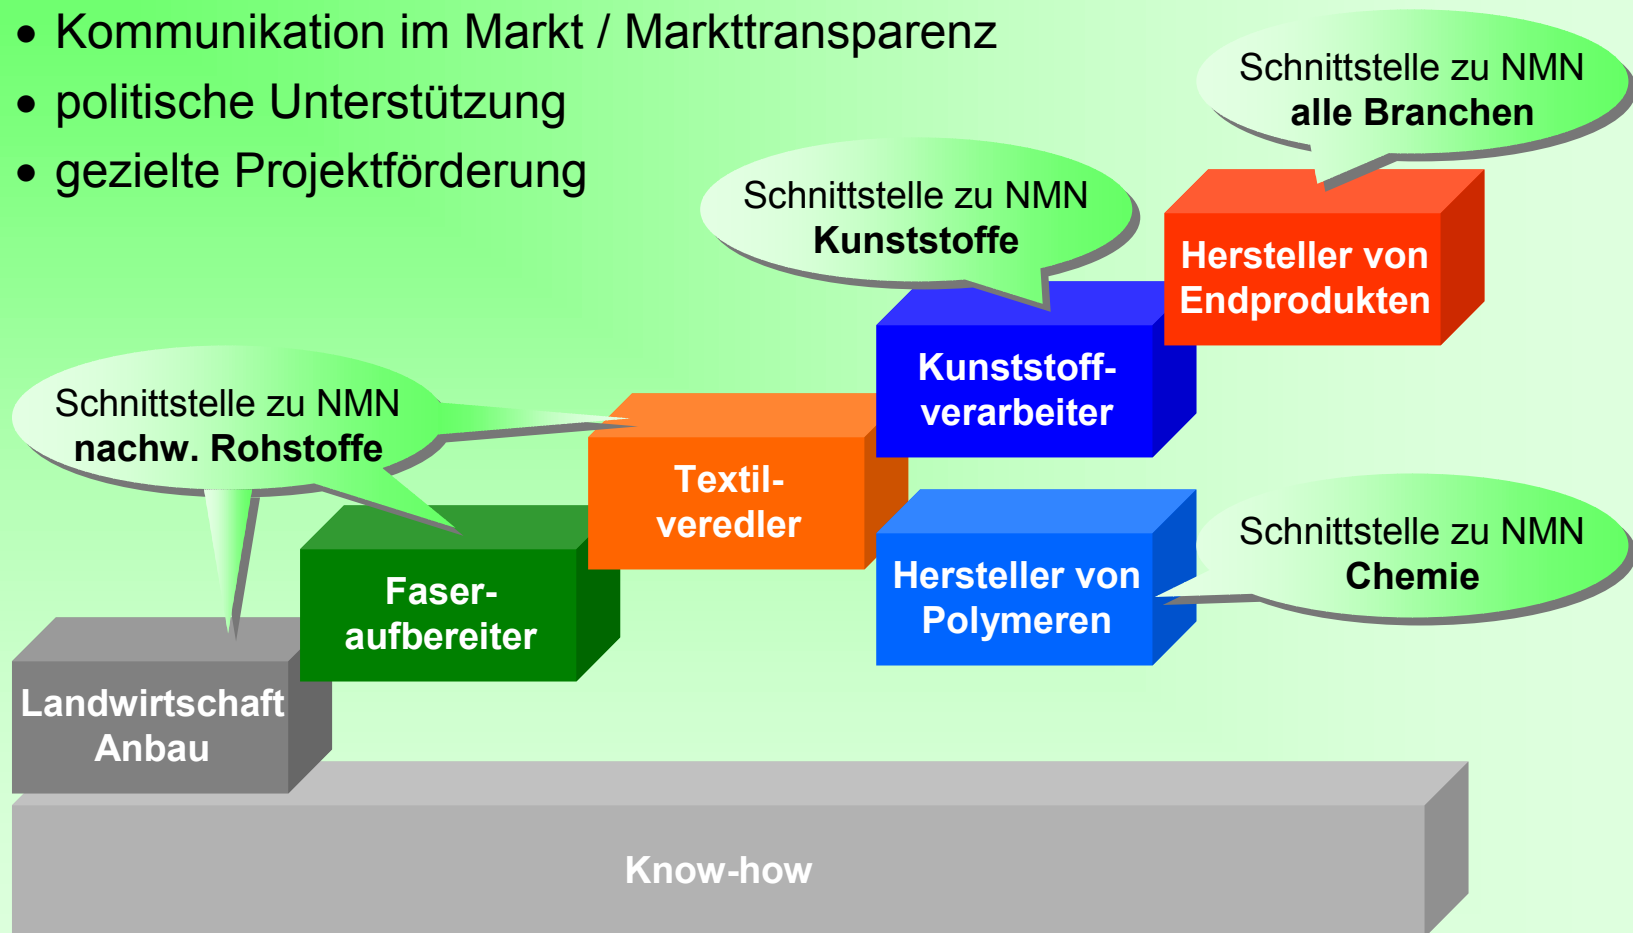 • Kommunikation im Markt / Markttransparenz
• politische Unterstützung
• gezielte Projektförderung
Schnittstelle zu NMN
alle Branchen
Schnittstelle zu NMN
Kunststoffe
Hersteller von
Endprodukten
Kunststoff-
verarbeiter
Schnittstelle zu NMN
nachw. Rohstoffe
Textil-
veredler
Schnittstelle zu NMN
Chemie
Hersteller von
Polymeren
Faser-
aufbereiter
Landwirtschaft
Anbau
Know-how